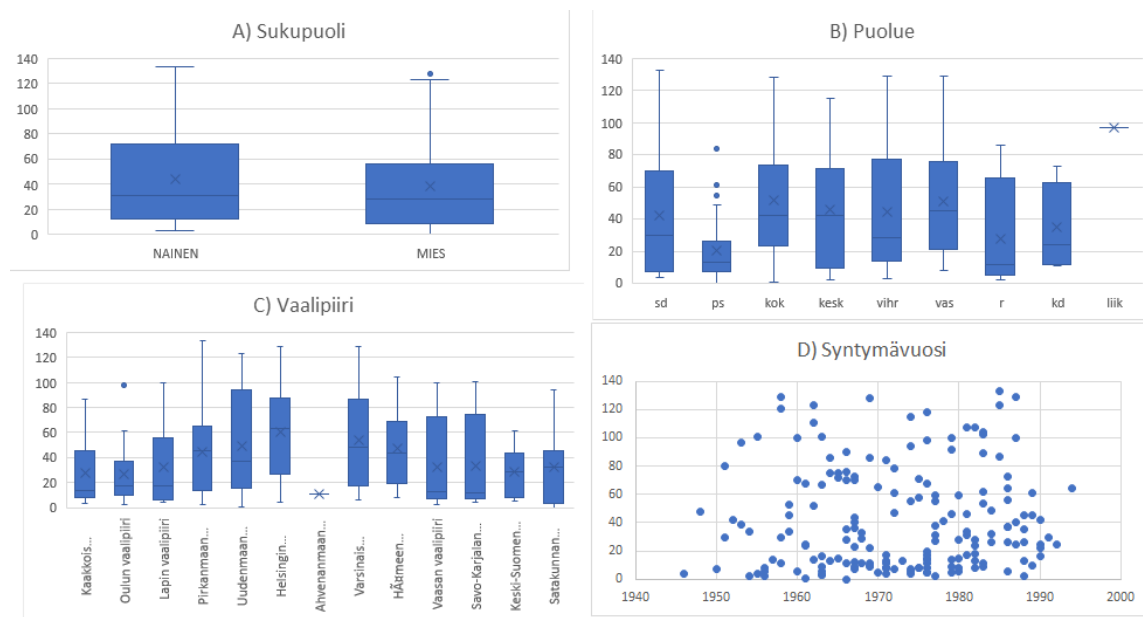 A) Sukupuoli
140
120
100
80
60
40
20
0
NAINEN MIES
B) Puolue
140
120
100
80
60
40
20
0
sd ps kok kesk vihr vas r kd liik
C) Vaalipiiri
140
120
100
80
60
40
20
0
Kaakkois...
Oulun vaalipiiri
Lapin vaalipiiri
Pirkanmaan...
Uudenmaan...
Helsingin...
Ahvenanmaan...
Varsinais...
HÃ¤meen...
Vaasan vaalipiiri
Savo-Karjalan...
Keski-Suomen...
Satakunnan...
D) Syntymävuosi
140
120
100
80
60
40
20
0
1940 1950 1960 1970 1980 1990 2000